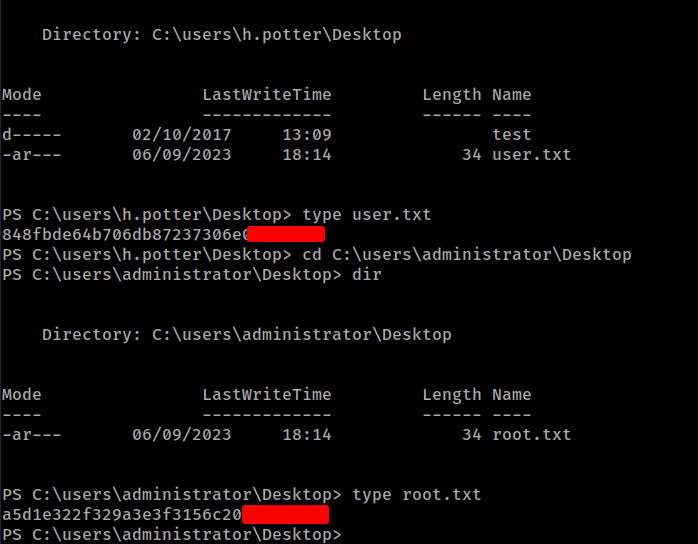 Directory: C:\users\h.potter\Desktop
Mode LastWriteTime Length Name
---- ------------- ------ ----
d----- 02/10/2017 13:09 test
-ar--- 06/09/2023 18:14 34 user.txt
PS C:\users\h.potter\Desktop> type user.txt
848fbde64b706db87237306e
PS C:\users\h.potter\Desktop> cd C:\users\administrator\Desktop
PS C:\users\administrator\Desktop> dir
Directory: C:\users\administrator\Desktop
Mode LastWriteTime Length Name
---- ------------- ------ ----
-ar--- 06/09/2023 18:14 34 root.txt
PS C:\users\administrator\Desktop> type root.txt
a5d1e322f329a3e3f3156c20
PS C:\users\administrator\Desktop>